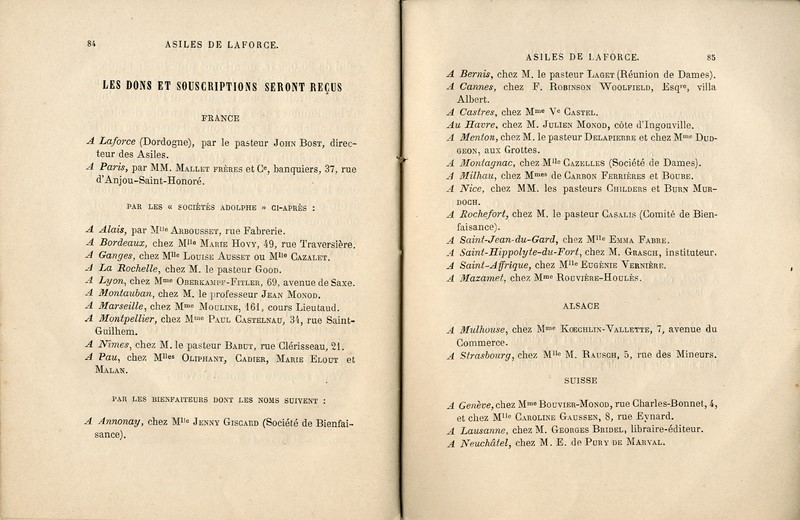 84 ASILES DE LAFORCE.
LES DONS ET SOUSCRIPTIONS SERONT REÇUS
FRANCE
A Laforce (Dordogne), par le pasteur JOHN BOST, direc-
teur des Asiles.
A Paris, par MM. MALLET FRÈRES et Cᵉ, banquiers, 37, rue
d'Anjou-Saint-Honoré.
PAR LES « SOCIÉTÉS ADOLPHE » CI-APRÈS :
A Alais, par Mˡˡᵉ ARBOUSSET, rue Fabrerie.
A Bordeaux, chez Mˡˡᵉ MARIE HOVY, 49, rue Traversière.
A Ganges, chez Mˡˡᵉ LOUISE AUSSET ou Mˡˡᵉ CAZALET.
A La Rochelle, chez M. le pasteur GOOD.
A Lyon, chez Mᵐᵉ OBERKAMPF-FITLER, 69, avenue de Saxe.
A Montauban, chez M. le professeur JEAN MONOD.
A Marseille, chez Mᵐᵉ MOULINE, 161, cours Lieutaud.
A Montpellier, chez Mᵐᵉ PAUL CASTELNAU, 34, rue Saint-
Guilhem.
A Nîmes, chez M. le pasteur BABUT, rue Clérisseau, 21.
A Pau, chez Mˡˡᵉˢ OLIPHANT, CADIER, MARIE ELOUT et
MALAN.
PAR LES BIENFAITEURS DONT LES NOMS SUIVENT :
A Annonay, chez Mˡˡᵉ JENNY GISCARD (Société de Bienfai-
sance).
ASILES DE LAFORCE. 85
A Bernis, chez M. le pasteur LAGET (Réunion de Dames).
A Cannes, chez F. ROBINSON WOOLFIELD, Esqʳᵉ, villa
Albert.
A Castres, chez Mᵐᵉ Vᵉ CASTEL.
Au Havre, chez M. JULIEN MONOD, côte d'Ingouville.
A Menton, chez M. le pasteur DELAPIERRE et chez Mᵐᵉ DUD-
GEON, aux Grottes.
A Montagnac, chez Mˡˡᵉ CAZELLES (Société de Dames).
A Milhau, chez Mᵐᵉˢ de CARBON FERRIÈRES et BOUBE.
A Nice, chez MM. les pasteurs CHILDERS et BURN MUR-
DOCH.
A Rochefort, chez M. le pasteur CASALIS (Comité de Bien-
faisance).
A Saint-Jean-du-Gard, chez Mˡˡᵉ EMMA FABRE.
A Saint-Hippolyte-du-Fort, chez M. GRASCH, instituteur.
A Saint-Affrique, chez Mˡˡᵉ EUGÉNIE VERNIÈRE.
A Mazamet, chez Mᵐᵉ ROUVIÈRE-HOULÈS.
ALSACE
A Mulhouse, chez Mᵐᵉ KŒCHLIN-VALLETTE, 7, avenue du
Commerce.
A Strasbourg, chez Mˡˡᵉ M. RAUSCH, 5, rue des Mineurs.
SUISSE
A Genève, chez Mᵐᵉ BOUVIER-MONOD, rue Charles-Bonnet, 4,
et chez Mˡˡᵉ CAROLINE GAUSSEN, 8, rue Eynard.
A Lausanne, chez M. GEORGES BRIDEL, libraire-éditeur.
A Neuchâtel, chez M. E. de PURY DE MARVAL.